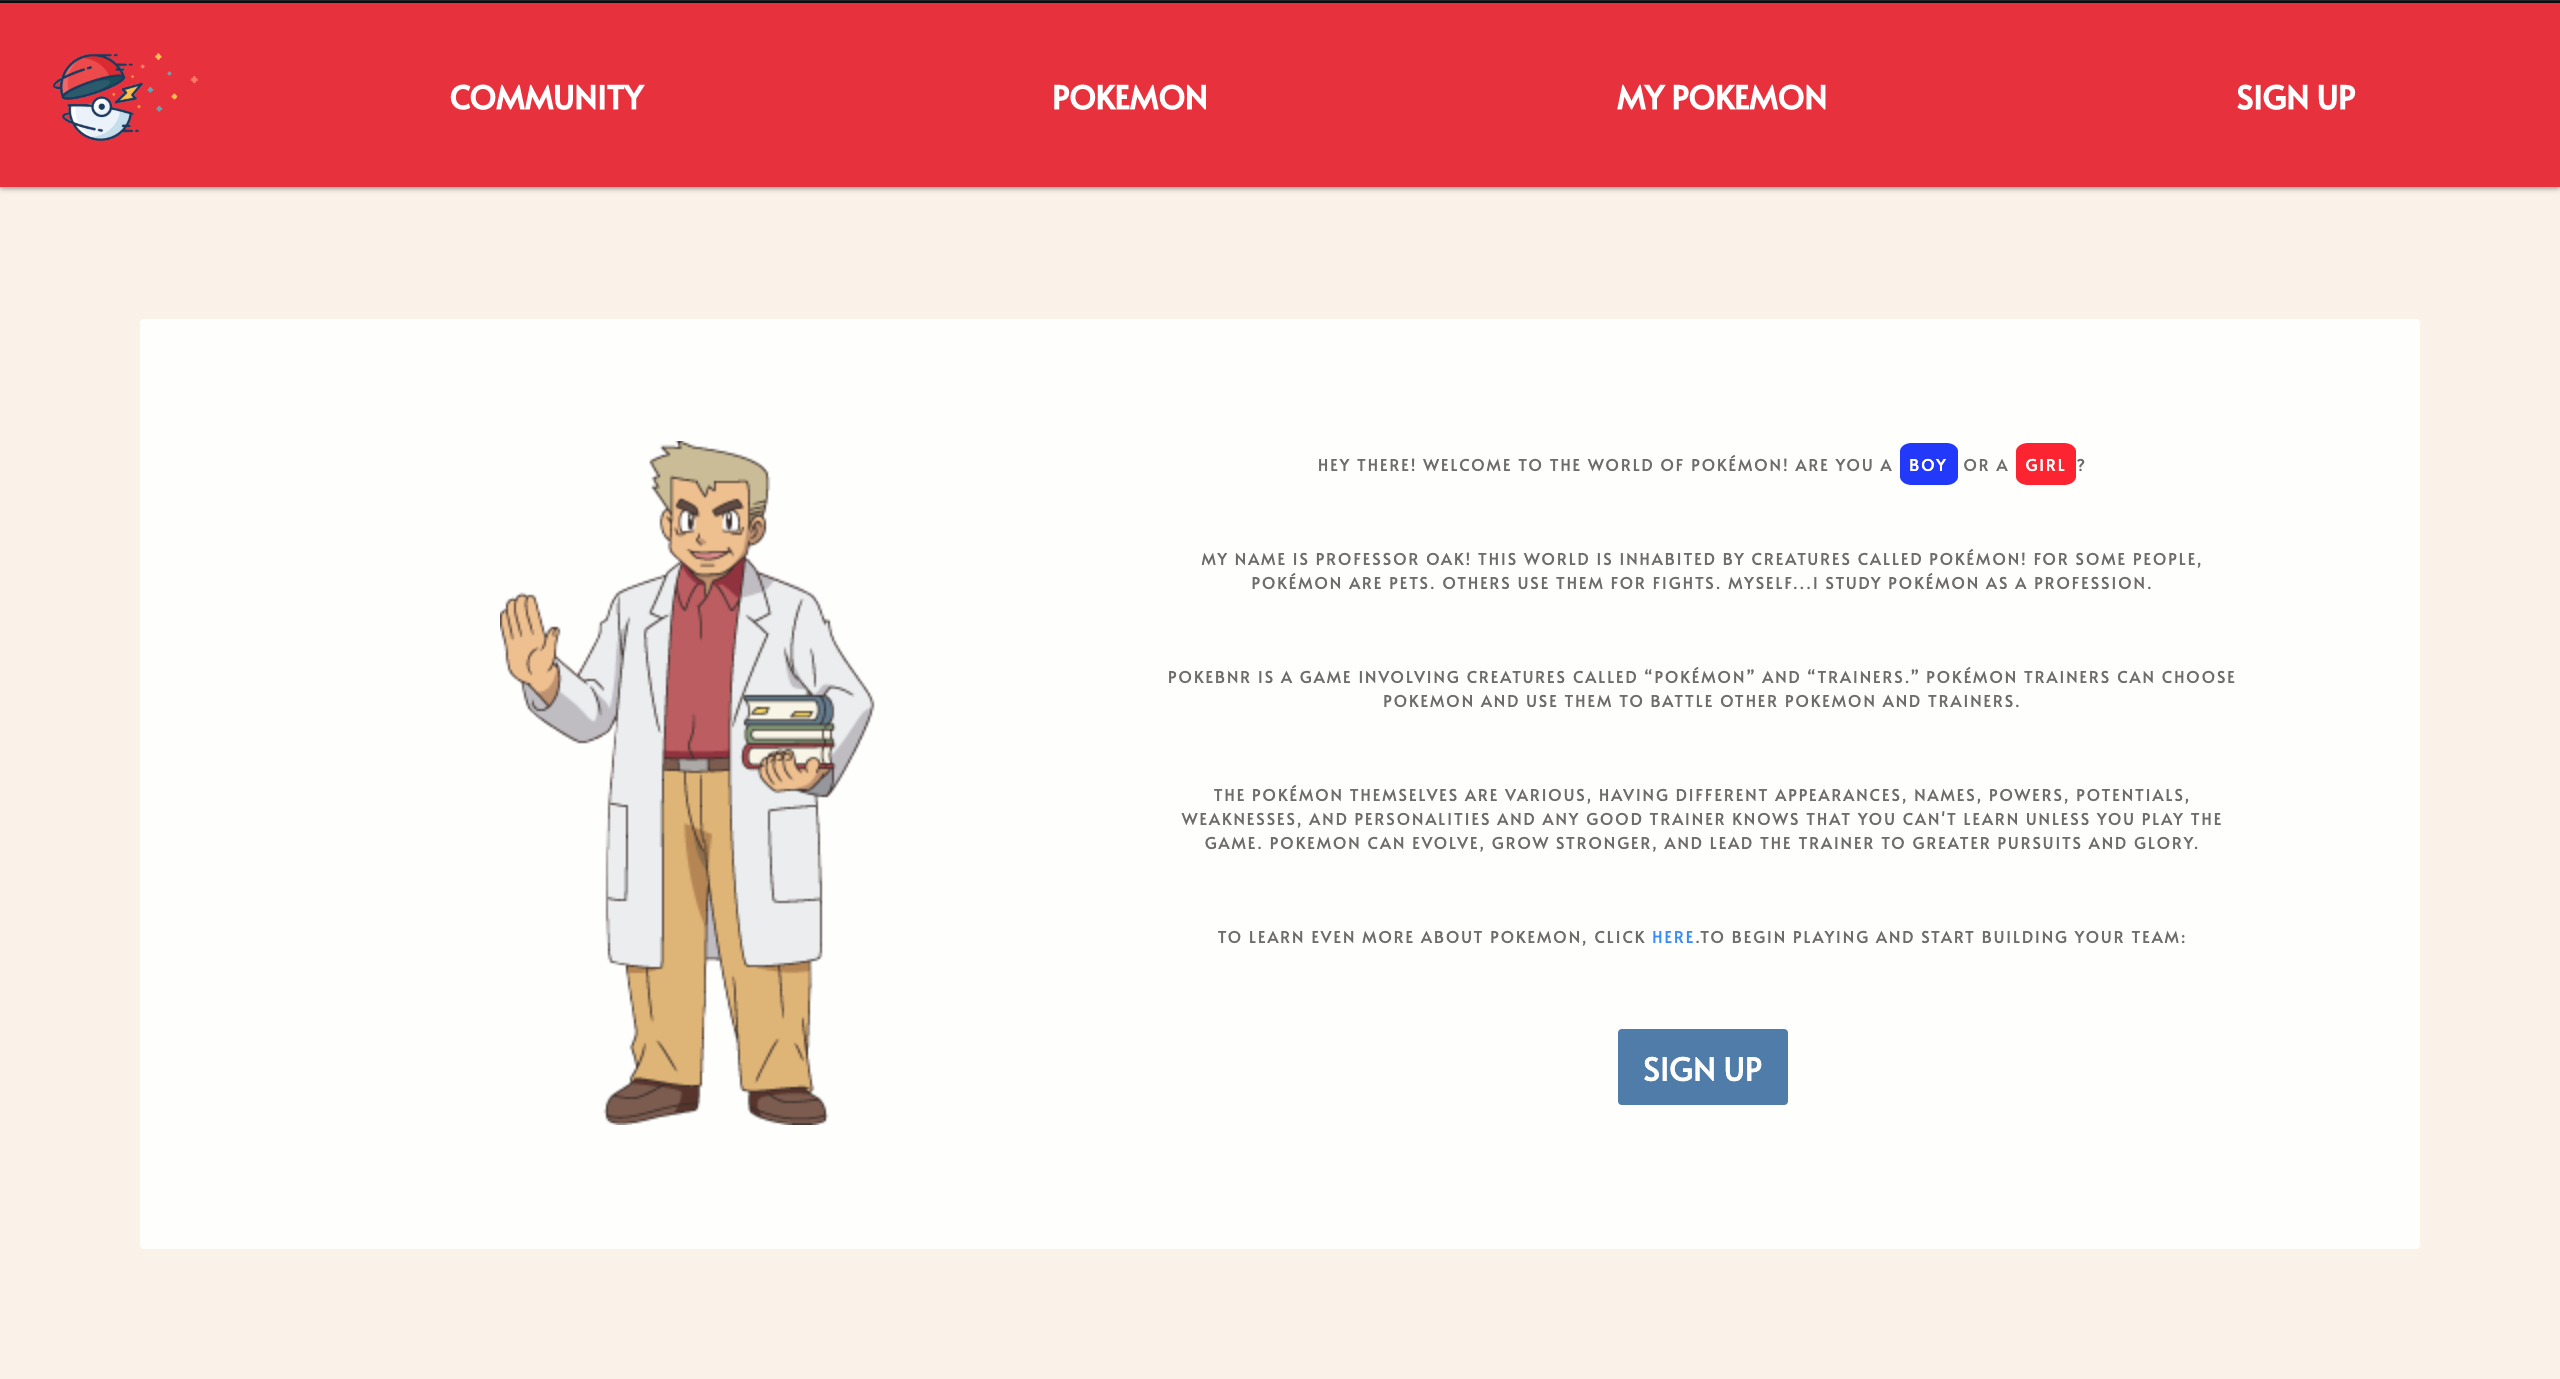 COMMUNITY
POKEMON
MY POKEMON
SIGN UP
HEY THERE! WELCOME TO THE WORLD OF POKÉMON! ARE YOU A BOY OR A GIRL?
MY NAME IS PROFESSOR OAK! THIS WORLD IS INHABITED BY CREATURES CALLED POKÉMON! FOR SOME PEOPLE,
POKÉMON ARE PETS. OTHERS USE THEM FOR FIGHTS. MYSELF...I STUDY POKÉMON AS A PROFESSION.
POKEBNR IS A GAME INVOLVING CREATURES CALLED “POKÉMON” AND “TRAINERS.” POKÉMON TRAINERS CAN CHOOSE
POKEMON AND USE THEM TO BATTLE OTHER POKEMON AND TRAINERS.
THE POKÉMON THEMSELVES ARE VARIOUS, HAVING DIFFERENT APPEARANCES, NAMES, POWERS, POTENTIALS,
WEAKNESSES, AND PERSONALITIES AND ANY GOOD TRAINER KNOWS THAT YOU CAN'T LEARN UNLESS YOU PLAY THE
GAME. POKEMON CAN EVOLVE, GROW STRONGER, AND LEAD THE TRAINER TO GREATER PURSUITS AND GLORY.
TO LEARN EVEN MORE ABOUT POKEMON, CLICK HERE.TO BEGIN PLAYING AND START BUILDING YOUR TEAM:
SIGN UP